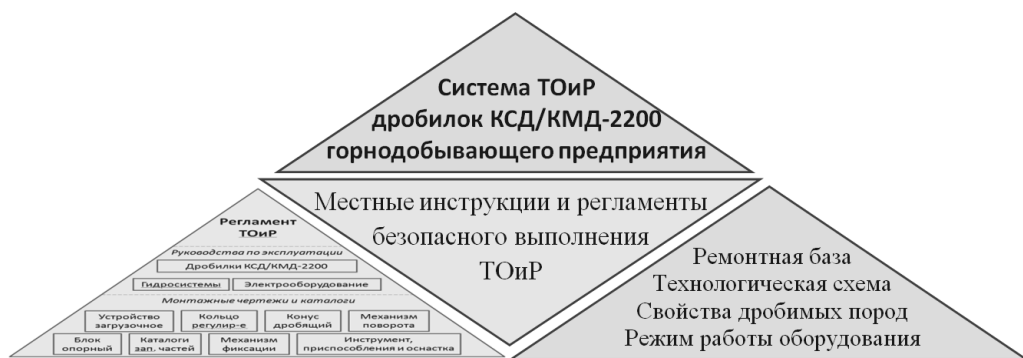 Система ТОиР
дробилок КСД/КМД-2200
горнодобывающего предприятия
Местные инструкции и регламенты
безопасного выполнения
ТОиР
Регламент
ТОиР
Руководства по эксплуатации
Дробилки КСД/КМД-2200
Гидросистемы
Электрооборудование
Монтажные чертежи и каталоги
Устройство
загрузочное
Кольцо
регулир-е
Конус
дробящий
Механизм
поворота
Блок
опорный
Каталоги
зап. частей
Механизм
фиксации
Инструмент,
приспособления и оснастка
Ремонтная база
Технологическая схема
Свойства дробимых пород
Режим работы оборудования